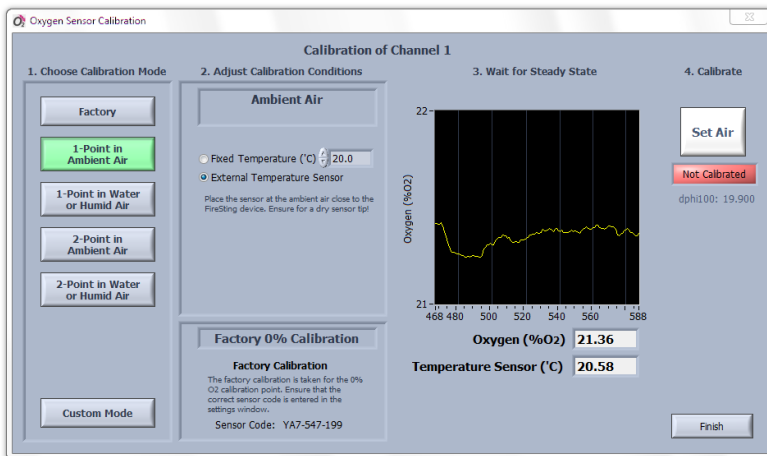 Oxygen Sensor Calibration
Calibration of Channel 1
1. Choose Calibration Mode
Factory
1-Point in
Ambient Air
1-Point in Water
or Humid Air
2-Point in
Ambient Air
2-Point in Water
or Humid Air
Custom Mode
2. Adjust Calibration Conditions
Ambient Air
Fixed Temperature (°C) 20.0
External Temperature Sensor
Place the sensor at the ambient air close to the
FireSting device. Ensure for a dry sensor tip!
Factory 0% Calibration
Factory Calibration
The factory calibration is taken for the 0%
O2 calibration point. Ensure that the
correct sensor code is entered in the
settings window.
Sensor Code: YA7-547-199
3. Wait for Steady State
Oxygen (%O2)
22
21
468 480 500 520 540 560 588
Oxygen (%O2) 21.36
Temperature Sensor (°C) 20.58
4. Calibrate
Set Air
Not Calibrated
dphi100: 19.900
Finish